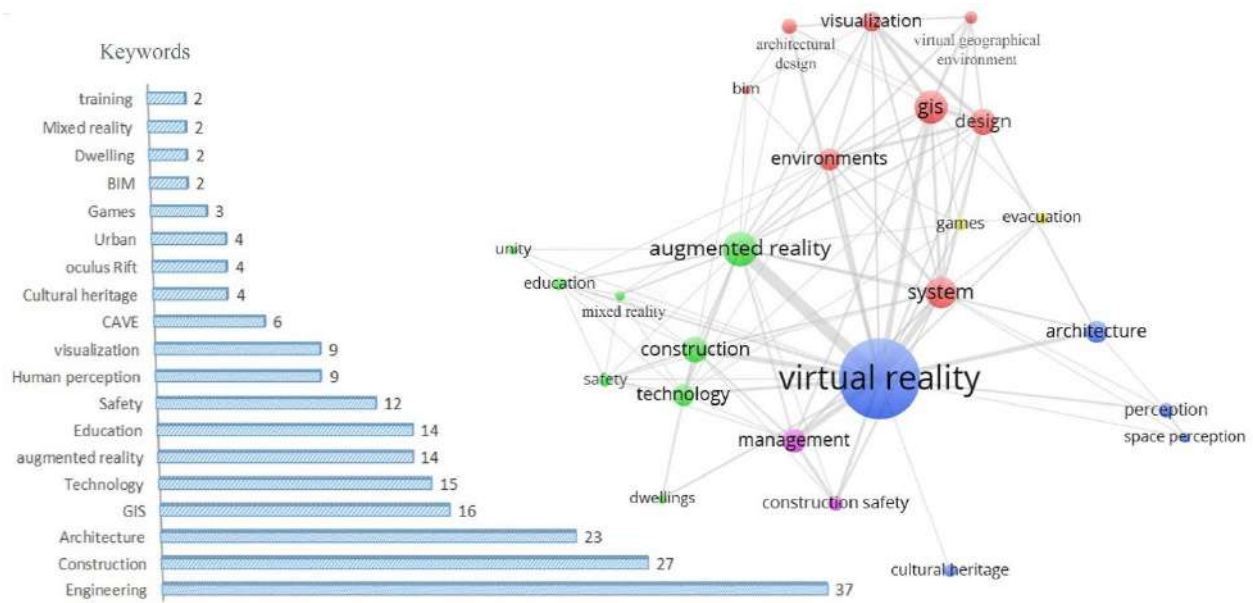 Keywords
training 2
Mixed reality 2
Dwelling 2
BIM 2
Games 3
Urban 4
oculus Rift 4
Cultural heritage 4
CAVE 6
visualization 9
Human perception 9
Safety 12
Education 14
augmented reality 14
Technology 15
GIS 16
Architecture 23
Construction 27
Engineering 37
visualization
architectural
design
virtual geographical
environment
bim
gis
design
environments
games
evacuation
augmented reality
unity
education
mixed reality
system
architecture
construction
safety
technology
virtual reality
perception
space perception
management
dwellings
construction safety
cultural heritage